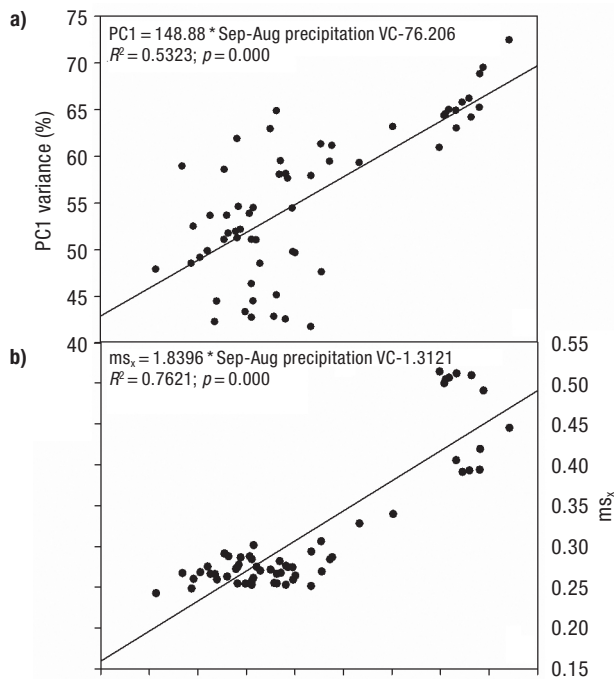 a)
PC1 = 148.88 * Sep-Aug precipitation VC-76.206
R² = 0.5323; p = 0.000
75
70
65
60
55
50
45
40
PC1 variance (%)
b)
msₓ = 1.8396 * Sep-Aug precipitation VC-1.3121
R² = 0.7621; p = 0.000
0.55
0.50
0.45
0.40
0.35
0.30
0.25
0.20
0.15
msₓ